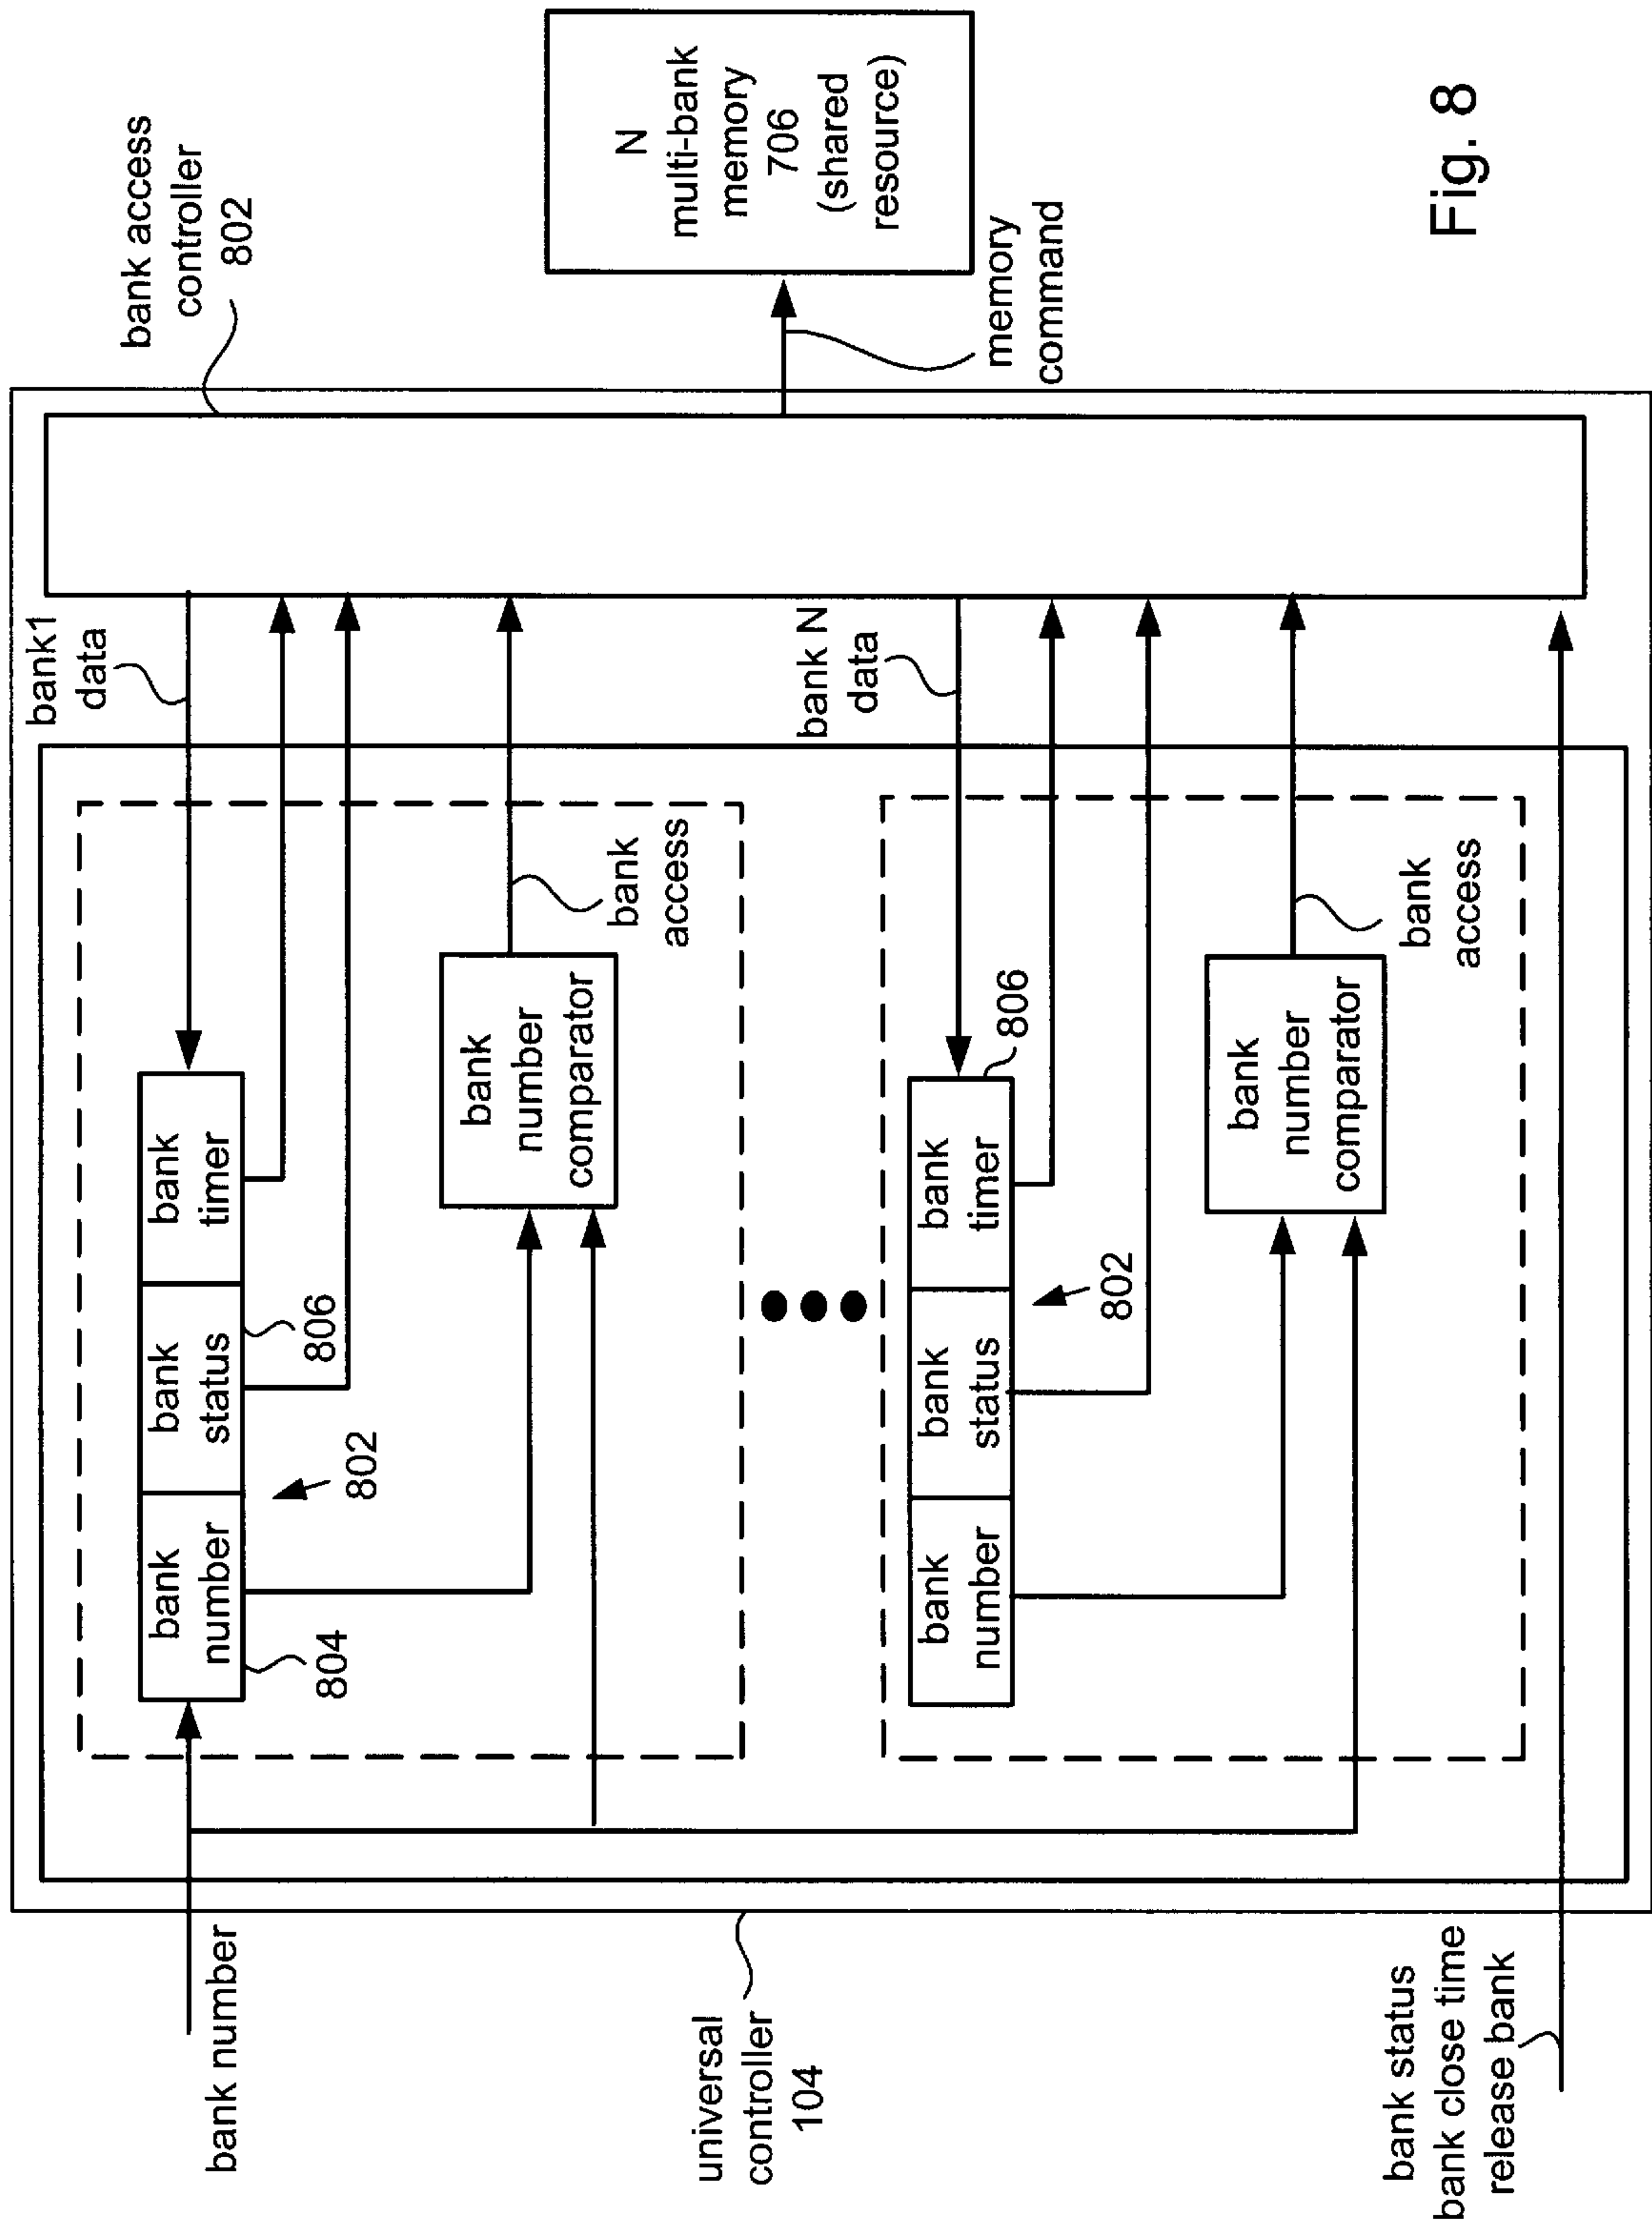 bank number
universal
controller
104
bank status
bank close time
release bank
bank
number
804
bank
status
806
bank
timer
802
bank
number
comparator
bank
access
bank1
data
bank
number
bank
status
bank
timer
806
802
bank
number
comparator
bank
access
bank N
data
bank access
controller
802
memory
command
N
multi-bank
memory
706
(shared
resource)
Fig. 8